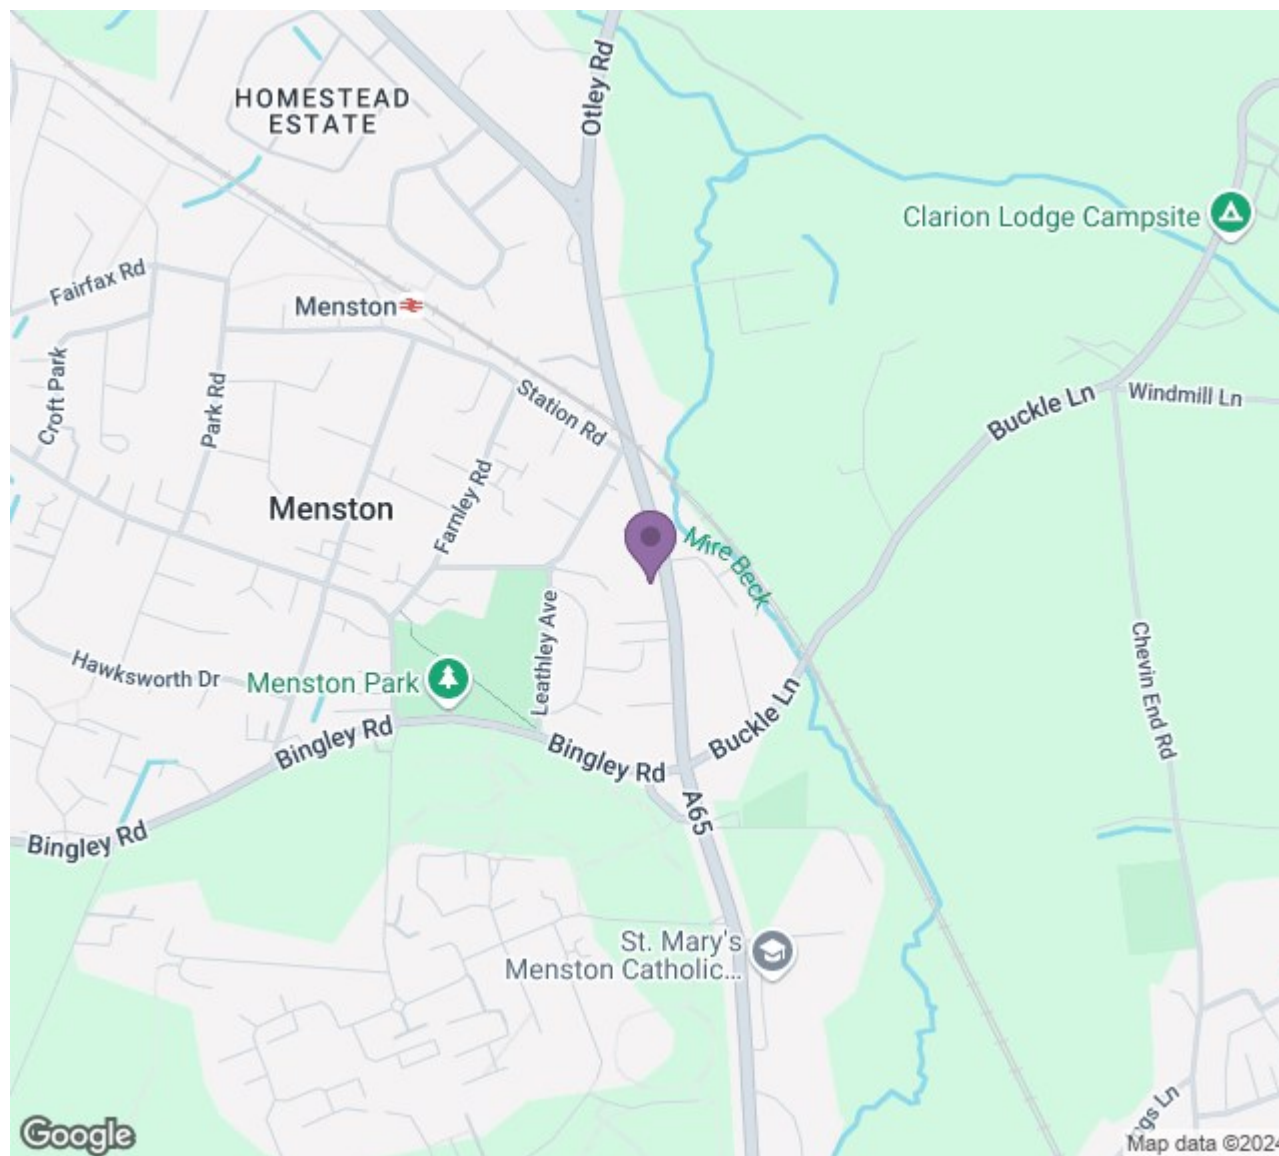 HOMESTEAD
ESTATE
Otley Rd
Clarion Lodge Campsite
Fairfax Rd
Menston
Croft Park
Park Rd
Station Rd
Buckle Ln
Windmill Ln
Farnley Rd
Menston
Mire Beck
Leathley Ave
Chevin End Rd
Hawksworth Dr
Menston Park
Buckle Ln
Bingley Rd
Bingley Rd
A65
Bingley Rd
St. Mary's
Menston Catholic...
Google
Map data ©2024